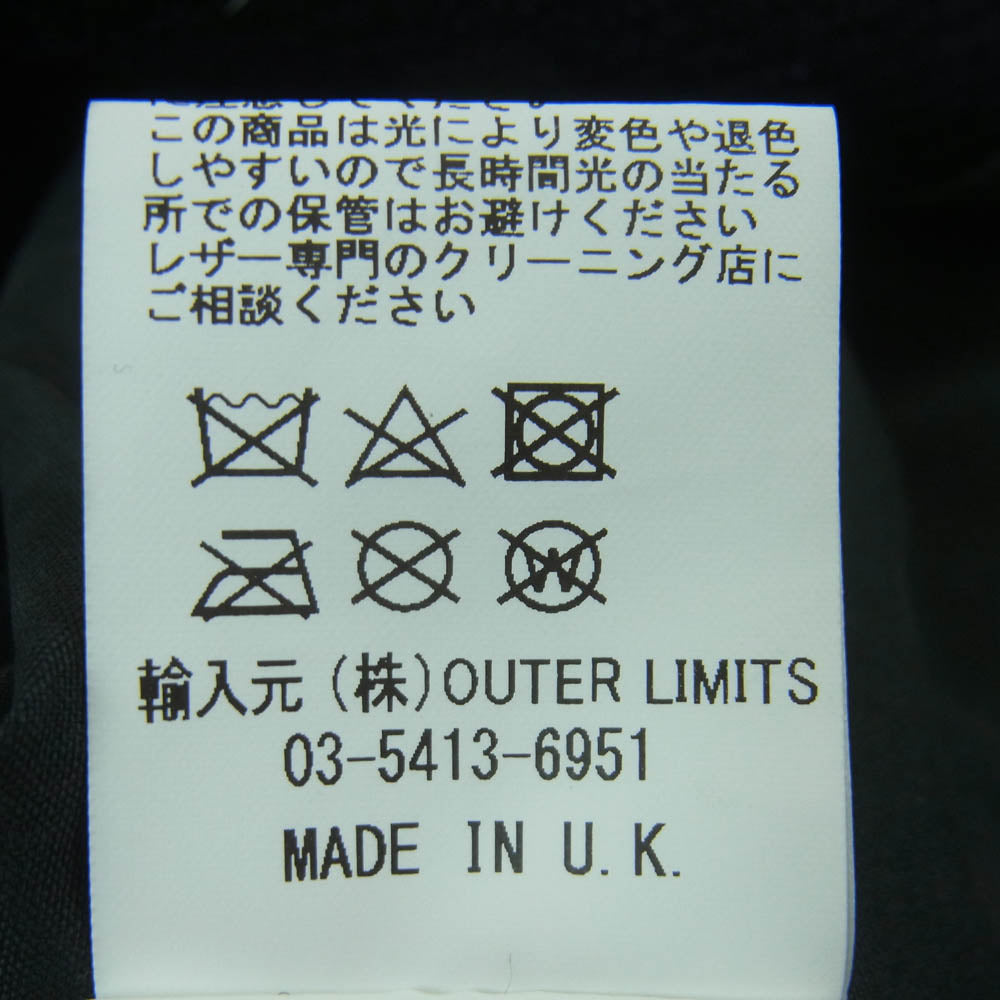 この商品は光により変色や退色
しやすいので長時間光の当たる
所での保管はお避けください
レザー専門のクリーニング店に
ご相談ください
W
輸入元(株)OUTER LIMITS
03-5413-6951
MADE IN U.K.